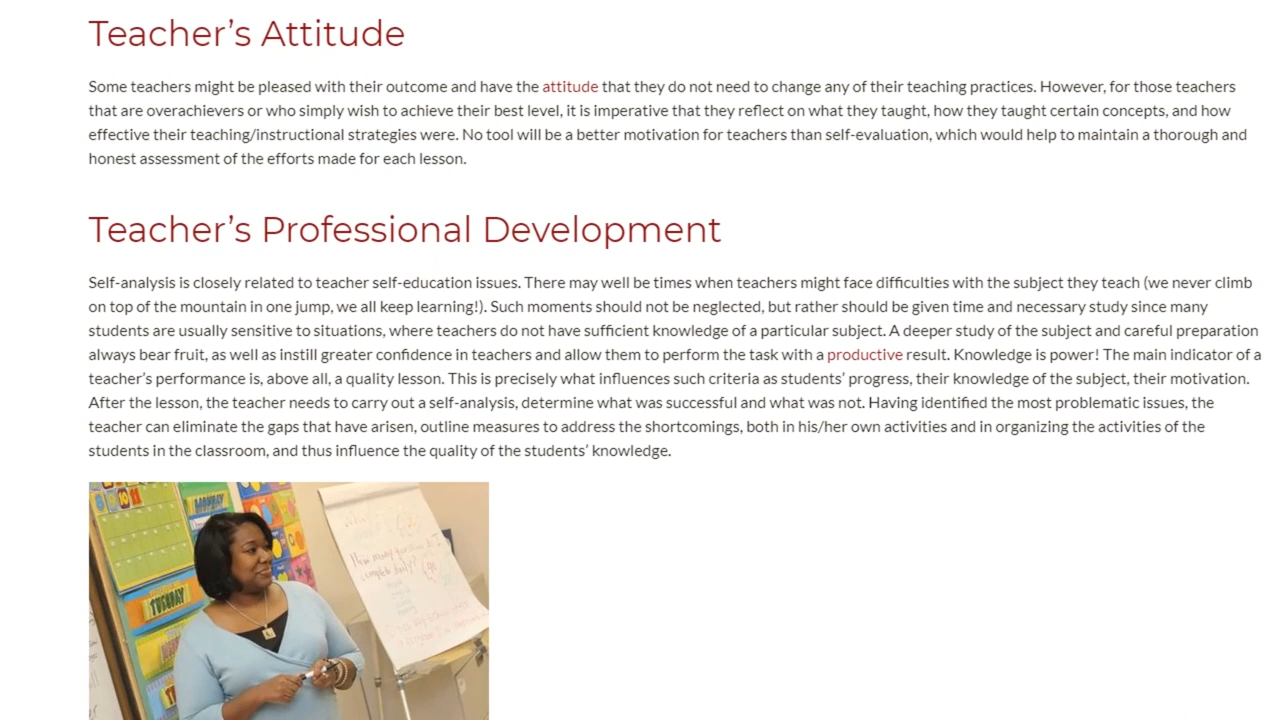 Teacher’s Attitude
Some teachers might be pleased with their outcome and have the attitude that they do not need to change any of their teaching practices. However, for those teachers
that are overachievers or who simply wish to achieve their best level, it is imperative that they reflect on what they taught, how they taught certain concepts, and how
effective their teaching/instructional strategies were. No tool will be a better motivation for teachers than self-evaluation, which would help to maintain a thorough and
honest assessment of the efforts made for each lesson.
Teacher’s Professional Development
Self-analysis is closely related to teacher self-education issues. There may well be times when teachers might face difficulties with the subject they teach (we never climb
on top of the mountain in one jump, we all keep learning!). Such moments should not be neglected, but rather should be given time and necessary study since many
students are usually sensitive to situations, where teachers do not have sufficient knowledge of a particular subject. A deeper study of the subject and careful preparation
always bear fruit, as well as instill greater confidence in teachers and allow them to perform the task with a productive result. Knowledge is power! The main indicator of a
teacher’s performance is, above all, a quality lesson. This is precisely what influences such criteria as students’ progress, their knowledge of the subject, their motivation.
After the lesson, the teacher needs to carry out a self-analysis, determine what was successful and what was not. Having identified the most problematic issues, the
teacher can eliminate the gaps that have arisen, outline measures to address the shortcomings, both in his/her own activities and in organizing the activities of the
students in the classroom, and thus influence the quality of the students’ knowledge.
8 9 10 11
MONDAY
TUESDAY
How many